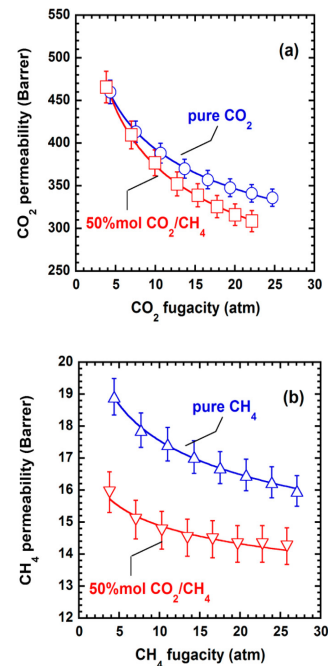 550
500
450
400
350
300
250
CO2 permeability (Barrer)
(a)
pure CO2
50%mol CO2/CH4
0 5 10 15 20 25 30
CO2 fugacity (atm)
20
19
18
17
16
15
14
13
12
CH4 permeability (Barrer)
(b)
pure CH4
50%mol CO2/CH4
0 5 10 15 20 25 30
CH4 fugacity (atm)